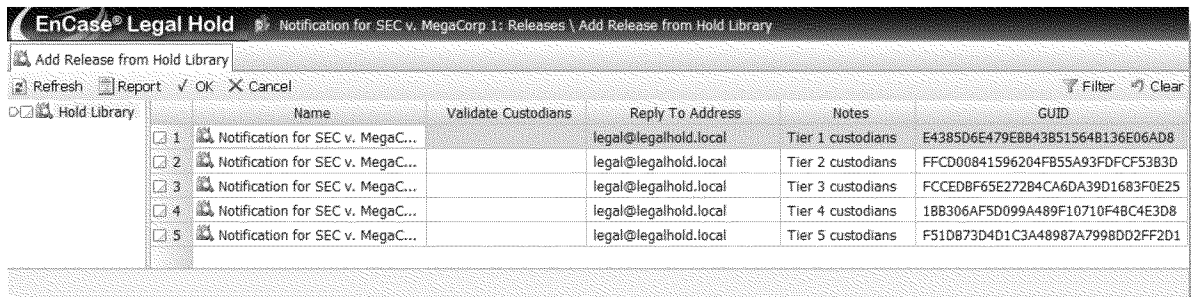 EnCase® Legal Hold Notification for SEC v. MegaCorp 1: Releases \ Add Release from Hold Library
Add Release from Hold Library
Refresh Report √ OK X Cancel Filter Clear
Hold Library Name Validate Custodians Reply To Address Notes GUID
1 Notification for SEC v. MegaC... legal@legalhold.local Tier 1 custodians E4385D6E479EBB43B51564B136E06AD8
2 Notification for SEC v. MegaC... legal@legalhold.local Tier 2 custodians FFCD00841596204FB55A93FDFCF53B3D
3 Notification for SEC v. MegaC... legal@legalhold.local Tier 3 custodians FCCEDBF65E272B4CA6DA39D1683F0E25
4 Notification for SEC v. MegaC... legal@legalhold.local Tier 4 custodians 1BB306AF5D099A489F10710F4BC4E3D8
5 Notification for SEC v. MegaC... legal@legalhold.local Tier 5 custodians F51DB73D4D1C3A48987A7998DD2FF2D1